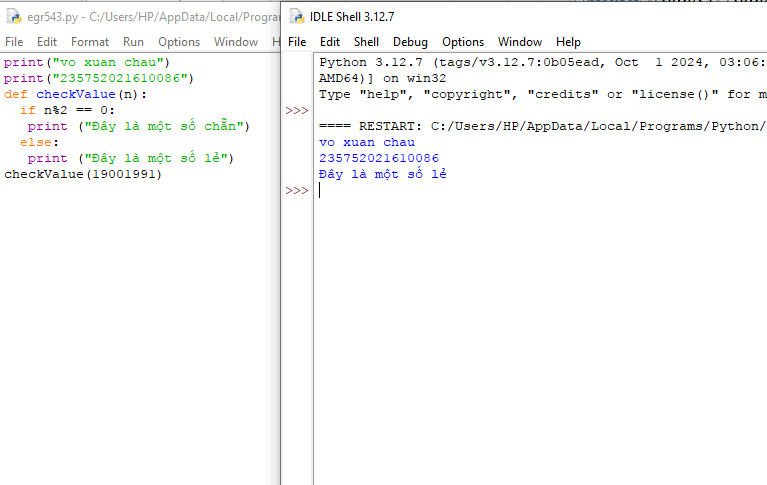 egr543.py - C:/Users/HP/AppData/Local/Programs
File Edit Format Run Options Window H
print("vo xuan chau")
print("235752021610086")
def checkValue(n):
  if n%2 == 0:
   print ("Đây là một số chẵn")
  else:
   print ("Đây là một số lẻ")
checkValue(19001991)
IDLE Shell 3.12.7
File Edit Shell Debug Options Window Help
Python 3.12.7 (tags/v3.12.7:0b05ead, Oct  1 2024, 03:06:
AMD64)] on win32
Type "help", "copyright", "credits" or "license()" for m
>>>
==== RESTART: C:/Users/HP/AppData/Local/Programs/Python/
vo xuan chau
235752021610086
Đây là một số lẻ
>>>